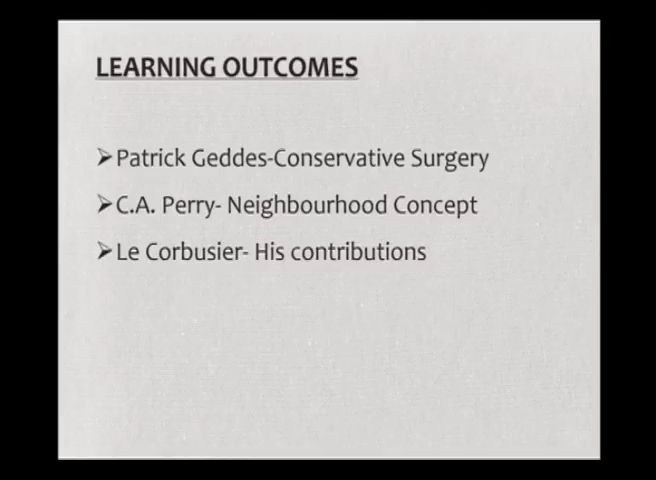 LEARNING OUTCOMES
➢Patrick Geddes-Conservative Surgery
➢C.A. Perry- Neighbourhood Concept
➢Le Corbusier- His contributions